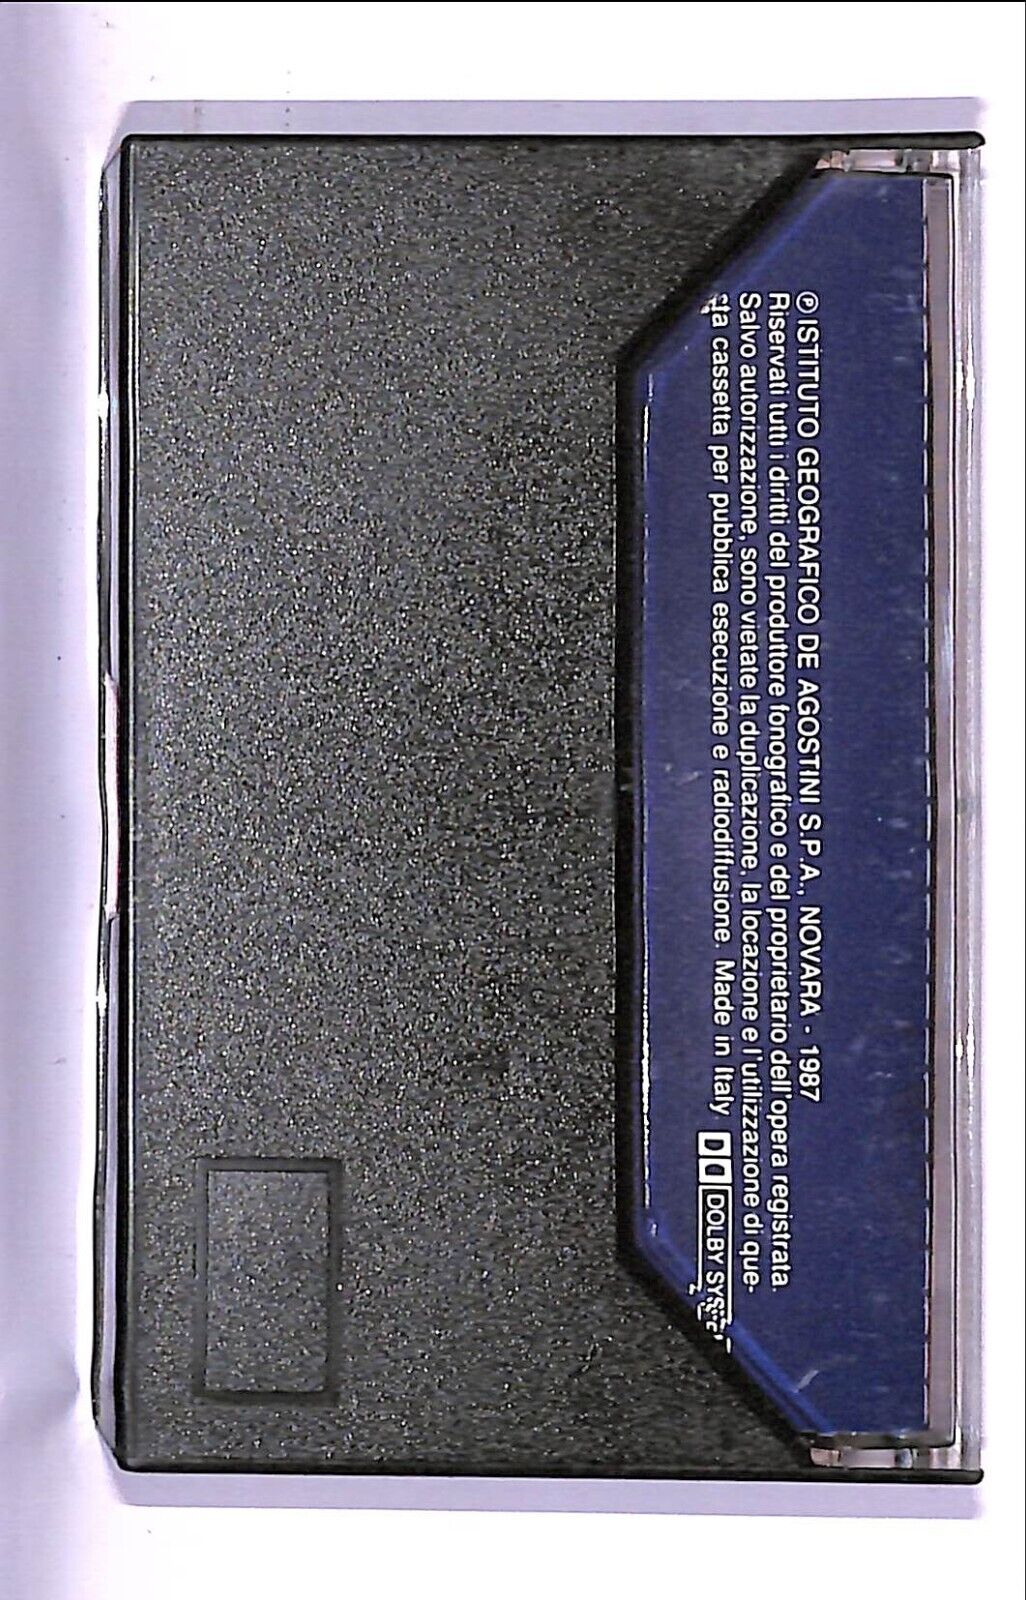 ℗ ISTITUTO GEOGRAFICO DE AGOSTINI S.P.A., NOVARA - 1987
Riservati tutti i diritti del produttore fonografico e del proprietario dell'opera registrata.
Salvo autorizzazione, sono vietate la duplicazione, la locazione e l'utilizzazione di que-
sta cassetta per pubblica esecuzione e radiodiffusione. Made in Italy DOLBY